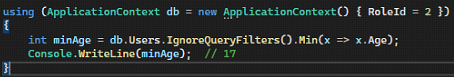 using (ApplicationContext db = new ApplicationContext() { RoleId = 2 })
{
    int minAge = db.Users.IgnoreQueryFilters().Min(x => x.Age);
    Console.WriteLine(minAge);  // 17
}